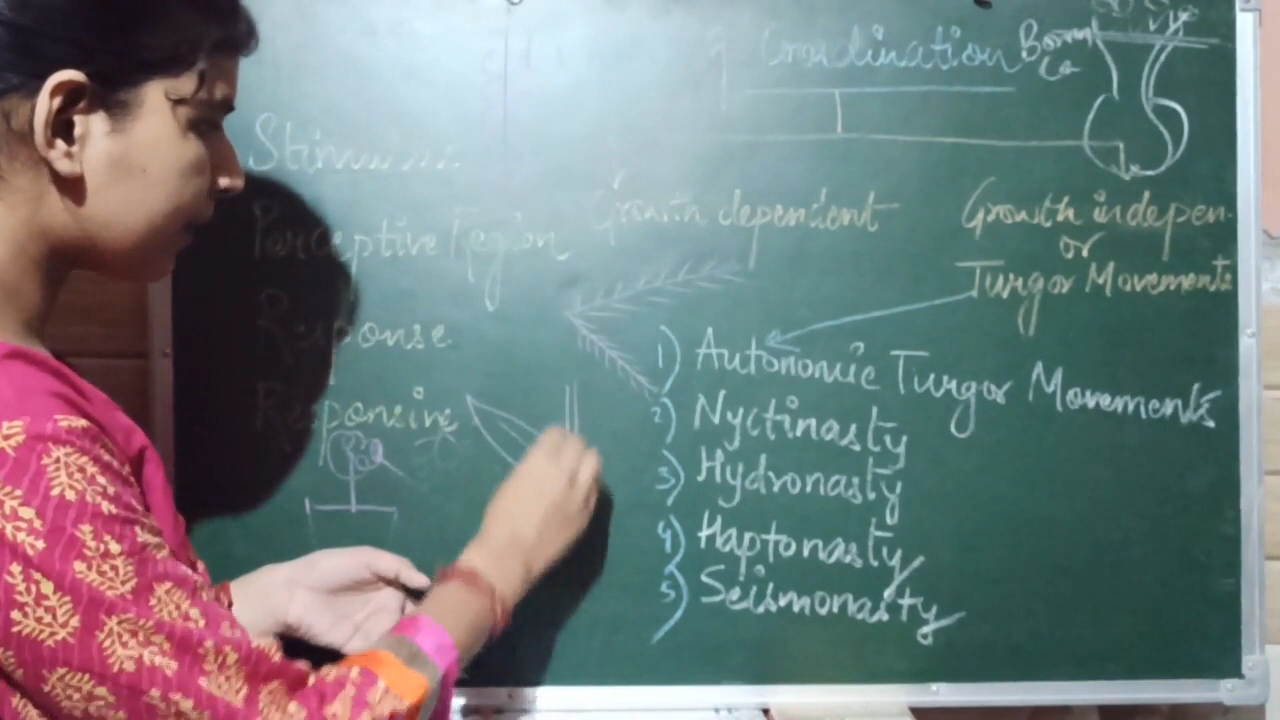 Coordination
Perceptive Region
Response
Responsive
Growth dependent
Growth indepen
or
Turgor Movements
1) Autonomic Turgor Movements
2) Nyctinasty
3) Hydronasty
4) Haptonasty
5) Seismonasty